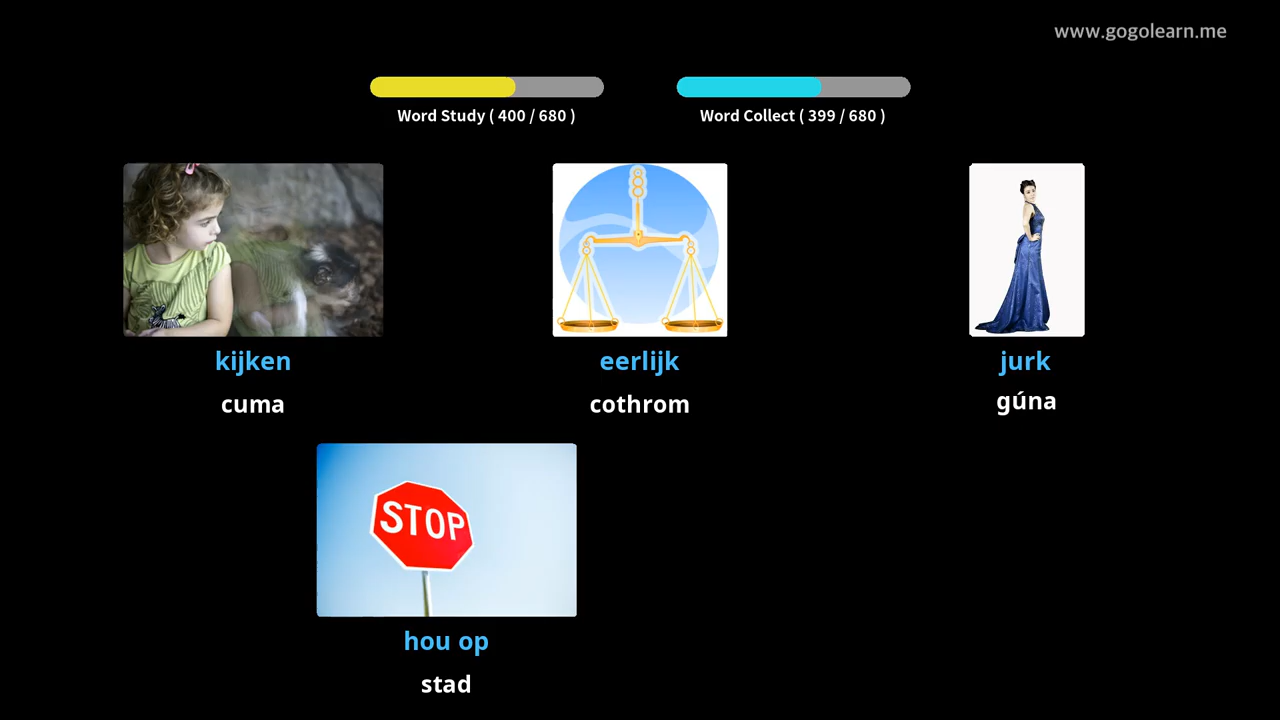 www.gogolearn.me
Word Study ( 400 / 680 )
Word Collect ( 399 / 680 )
kijken
cuma
eerlijk
cothrom
jurk
gúna
STOP
hou op
stad